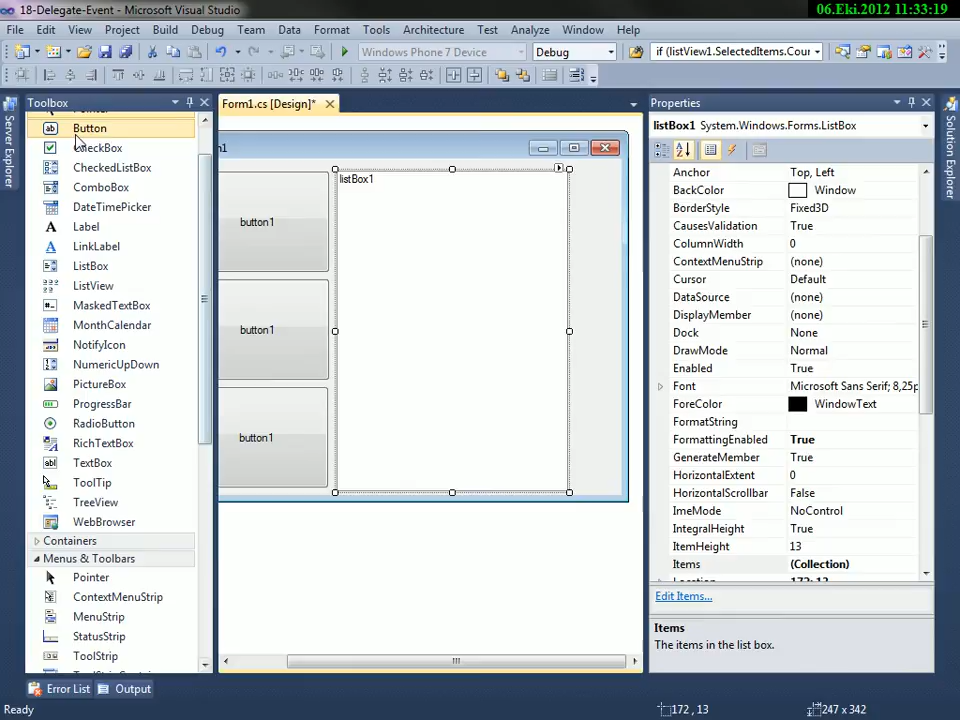 18-Delegate-Event - Microsoft Visual Studio
06.Eki.2012 11:33:19
File Edit View Project Build Debug Team Data Format Tools Architecture Test Analyze Window Help
Windows Phone 7 Device Debug if (listView1.SelectedItems.Cour
Server Explorer
Toolbox
Button
CheckBox
CheckedListBox
ComboBox
DateTimePicker
Label
LinkLabel
ListBox
ListView
MaskedTextBox
MonthCalendar
NotifyIcon
NumericUpDown
PictureBox
ProgressBar
RadioButton
RichTextBox
TextBox
ToolTip
TreeView
WebBrowser
Containers
Menus & Toolbars
Pointer
ContextMenuStrip
MenuStrip
StatusStrip
ToolStrip
Form1.cs [Design]*
button1
button1
button1
listBox1
Properties
listBox1 System.Windows.Forms.ListBox
Anchor Top, Left
BackColor Window
BorderStyle Fixed3D
CausesValidation True
ColumnWidth 0
ContextMenuStrip (none)
Cursor Default
DataSource (none)
DisplayMember (none)
Dock None
DrawMode Normal
Enabled True
Font Microsoft Sans Serif; 8,25p
ForeColor WindowText
FormatString
FormattingEnabled True
GenerateMember True
HorizontalExtent 0
HorizontalScrollbar False
ImeMode NoControl
IntegralHeight True
ItemHeight 13
Items (Collection)
Edit Items...
Items
The items in the list box.
Solution Explorer
Error List Output
Ready
172 , 13 247 x 342